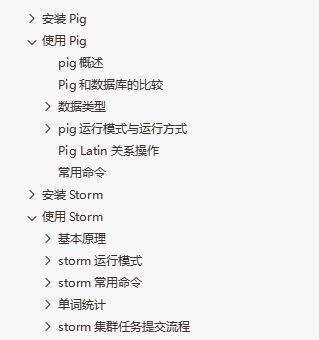 安装 Pig
使用 Pig
pig 概述
Pig 和数据库的比较
数据类型
pig 运行模式与运行方式
Pig Latin 关系操作
常用命令
安装 Storm
使用 Storm
基本原理
storm 运行模式
storm 常用命令
单词统计
storm 集群任务提交流程